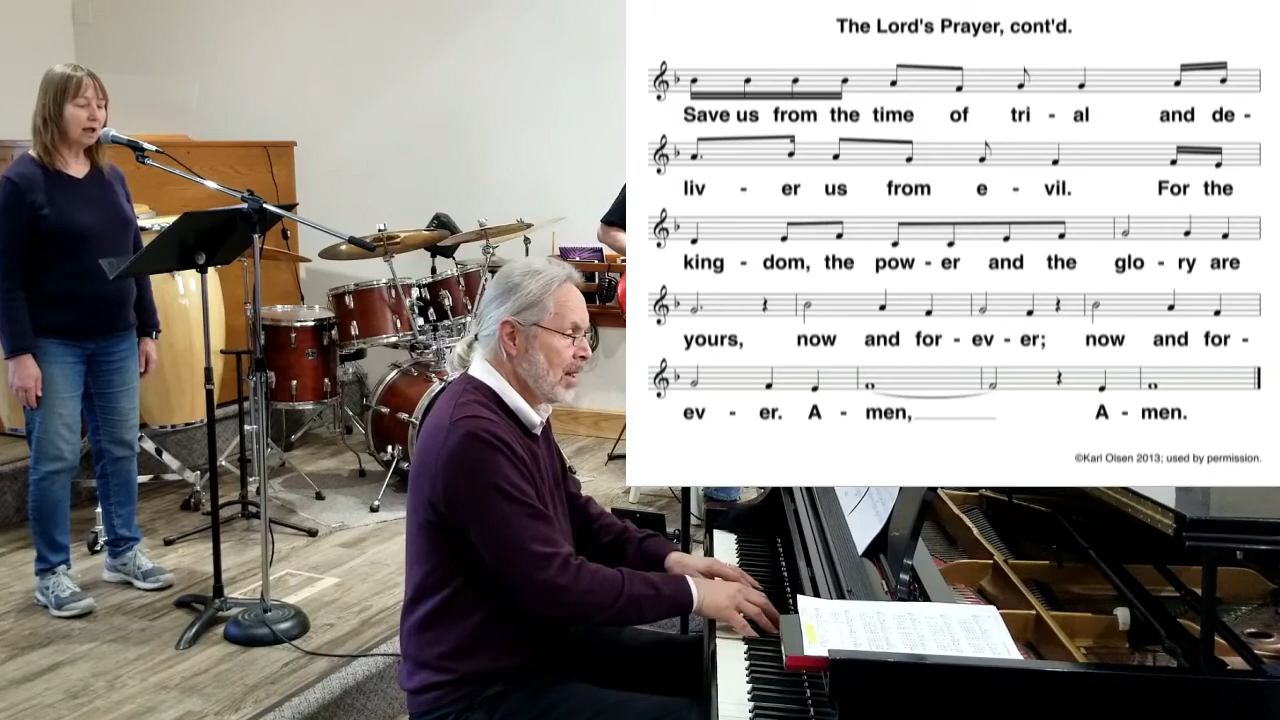 The Lord's Prayer, cont'd.
Save us from the time of tri - al and de -
liv - er us from e - vil. For the
king - dom, the pow - er and the glo - ry are
yours, now and for - ev - er; now and for -
ev - er. A - men,______ A - men.
©Karl Olsen 2013; used by permission.